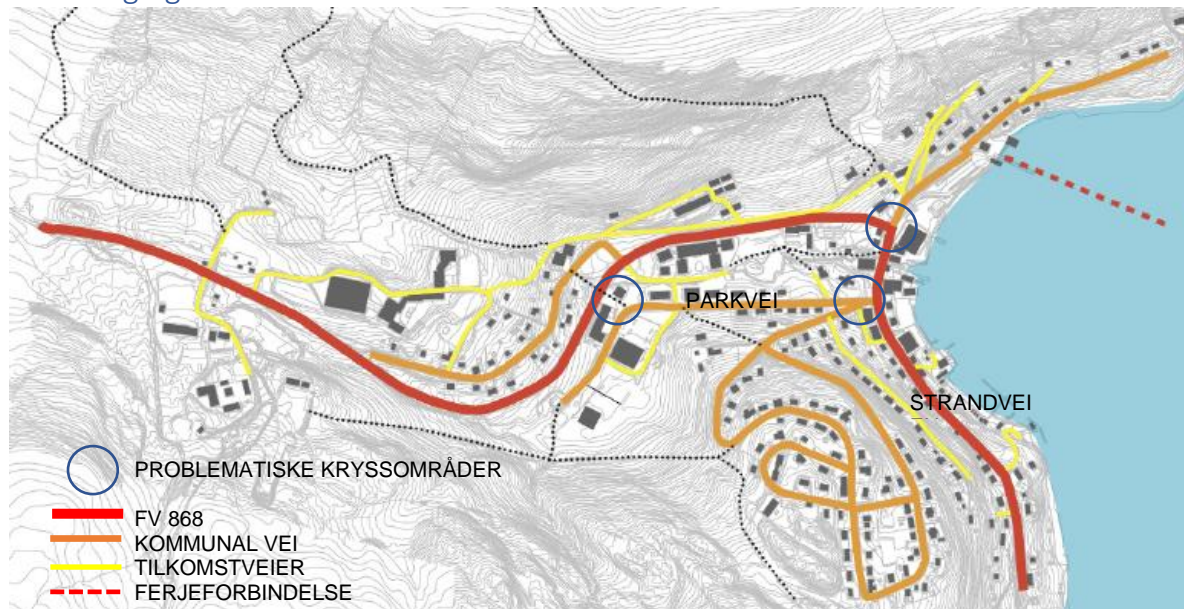 PARKVEI
STRANDVEI
PROBLEMATISKE KRYSSOMRÅDER
FV 868
KOMMUNAL VEI
TILKOMSTVEIER
FERJEFORBINDELSE